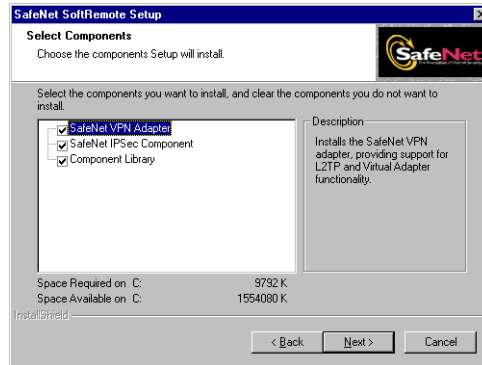 SafeNet SoftRemote Setup
Select Components
Choose the components Setup will install.
SafeNet
Select the components you want to install, and clear the components you do not want to
install.
SafeNet VPN Adapter
SafeNet IPSec Component
Component Library
Description
Installs the SafeNet VPN
adapter, providing support for
L2TP and Virtual Adapter
functionality.
Space Required on C: 9792 K
Space Available on C: 1554080 K
InstallShield
< Back
Next >
Cancel